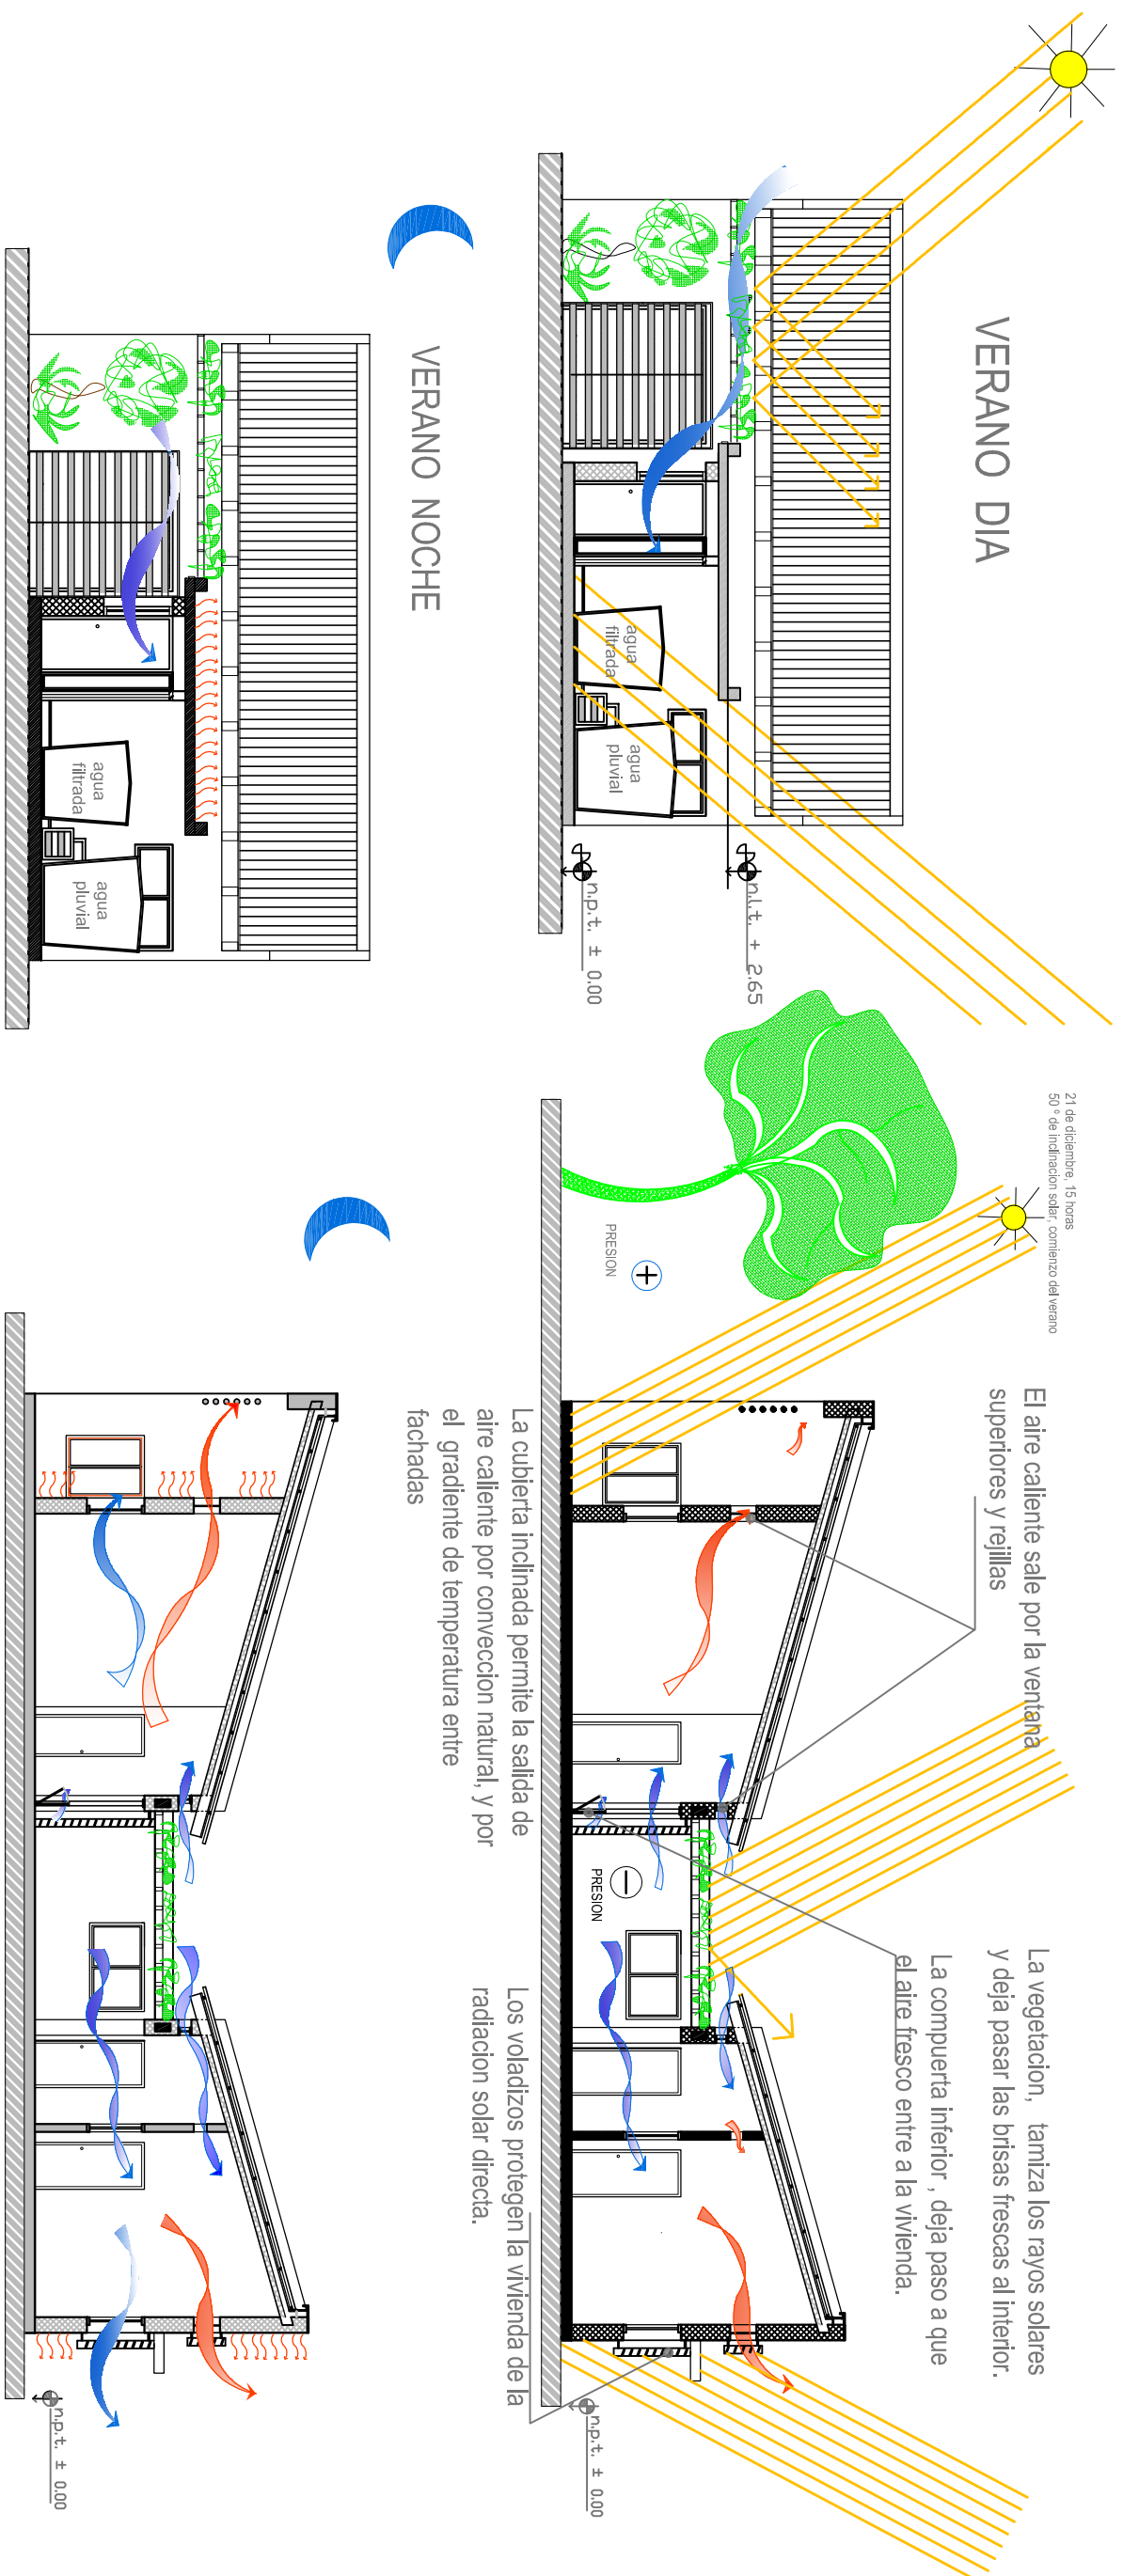 VERANO DIA
n.l.t. + 2.65
agua
filtrada
agua
pluvial
n.p.t. ± 0.00
21 de diciembre, 15 horas
50 º de inclinacion solar, comienzo del verano
El aire caliente sale por la ventana
superiores y rejillas
La vegetacion, tamiza los rayos solares
y deja pasar las brisas frescas al interior.
La compuerta inferior , deja paso a que
el aire fresco entre a la vivienda.
+
PRESION
−
PRESION
n.p.t. ± 0.00
La cubierta inclinada permite la salida de
aire caliente por conveccion natural, y por
el gradiente de temperatura entre
fachadas
Los voladizos protegen la vivienda de la
radiacion solar directa.
VERANO NOCHE
agua
filtrada
agua
pluvial
n.p.t. ± 0.00